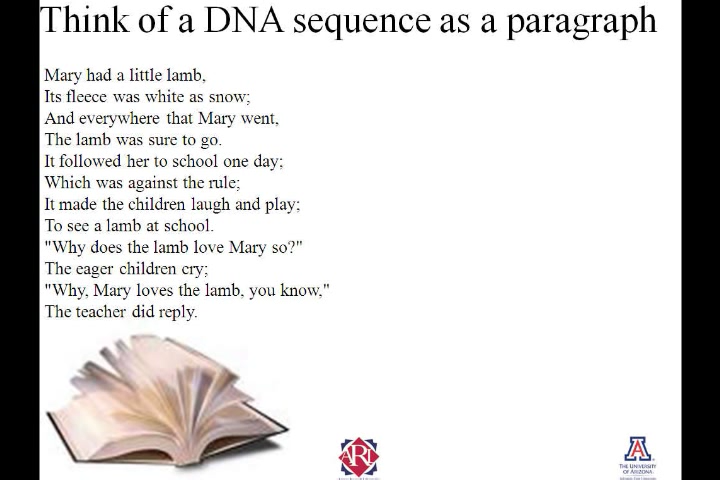 Think of a DNA sequence as a paragraph
Mary had a little lamb,
Its fleece was white as snow;
And everywhere that Mary went,
The lamb was sure to go.
It followed her to school one day;
Which was against the rule;
It made the children laugh and play;
To see a lamb at school.
"Why does the lamb love Mary so?"
The eager children cry;
"Why, Mary loves the lamb, you know,"
The teacher did reply.
ARL
A
THE UNIVERSITY
OF ARIZONA